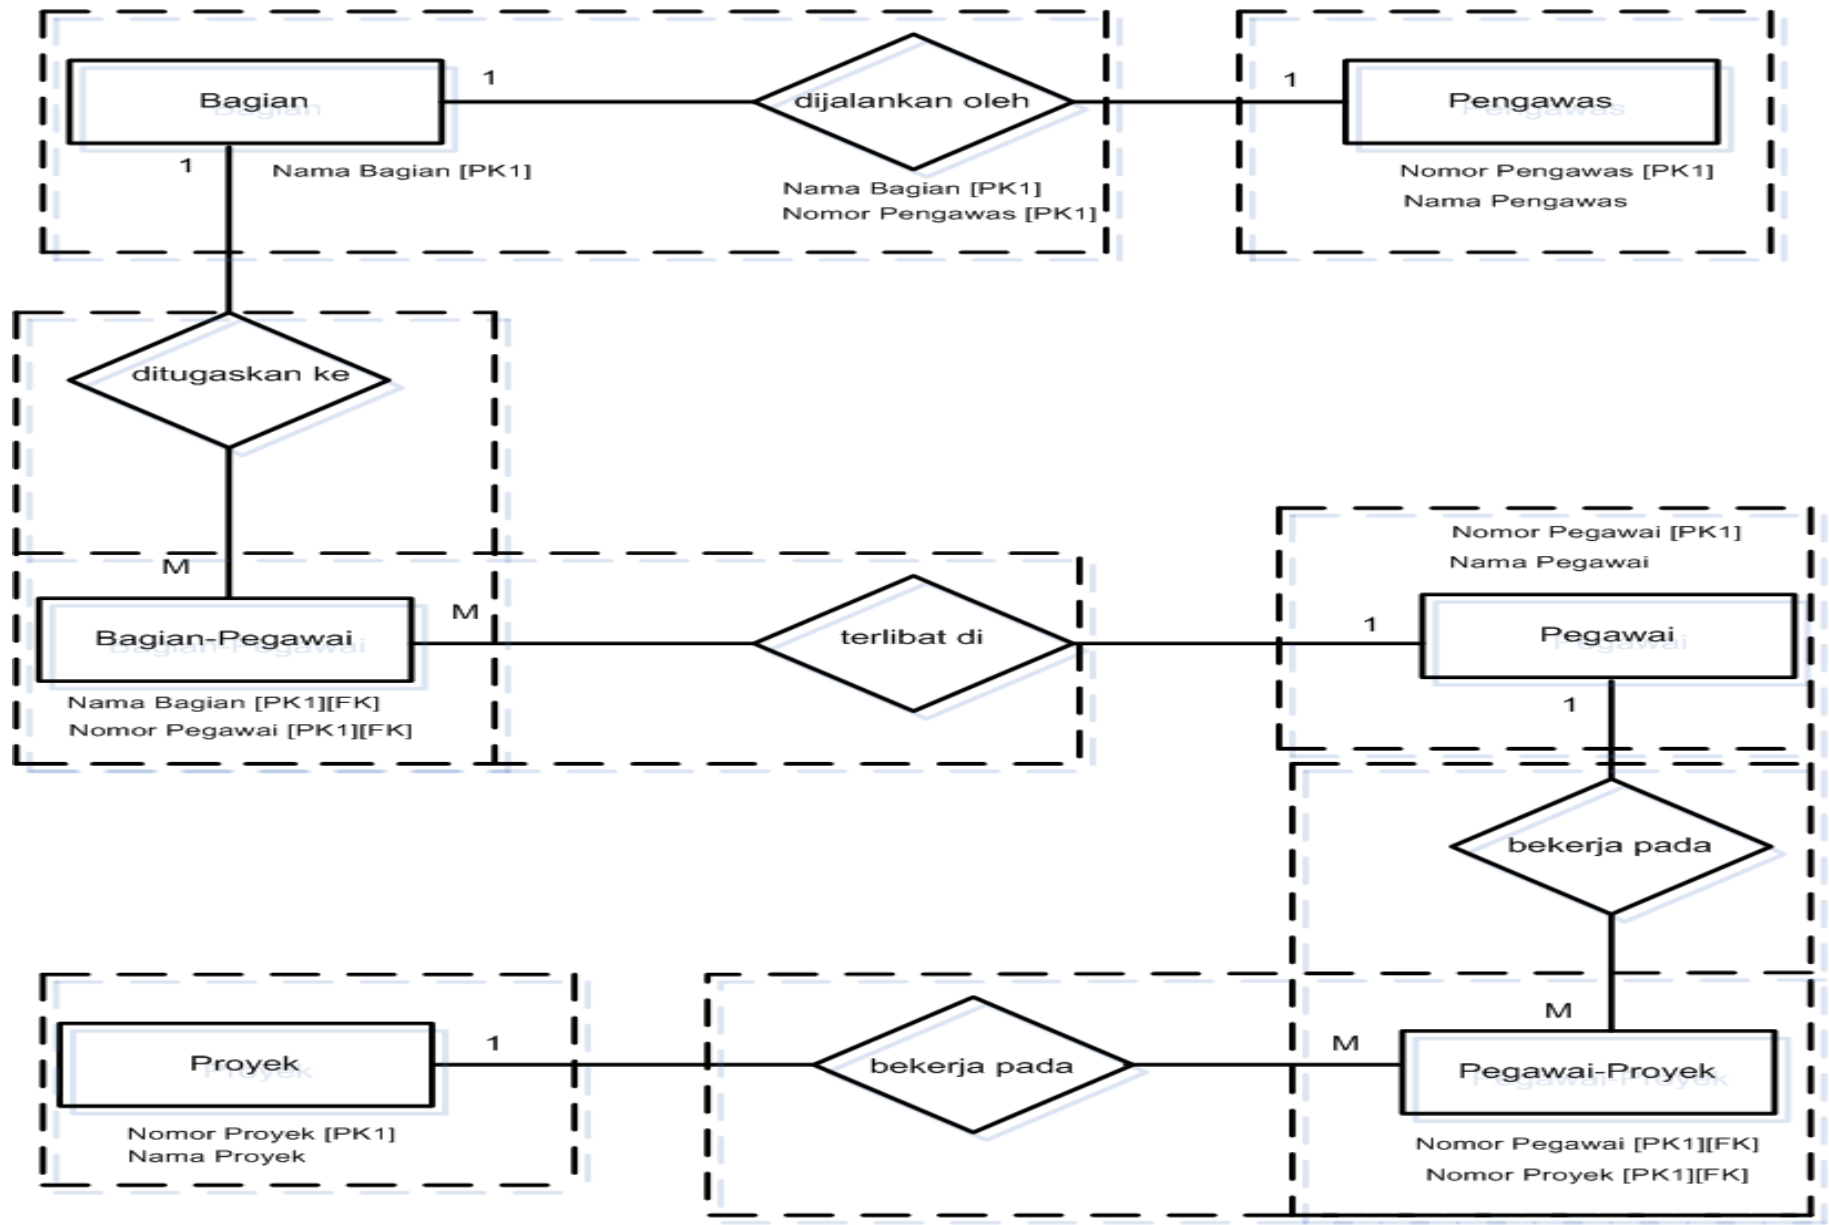 Bagian
1
dijalankan oleh
1
Pengawas
1
Nama Bagian [PK1]
Nama Bagian [PK1]
Nomor Pengawas [PK1]
Nomor Pengawas [PK1]
Nama Pengawas
ditugaskan ke
M
Bagian-Pegawai
M
terlibat di
1
Nomor Pegawai [PK1]
Nama Pegawai
Pegawai
Nama Bagian [PK1][FK]
Nomor Pegawai [PK1][FK]
1
bekerja pada
M
Proyek
1
bekerja pada
M
Pegawai-Proyek
Nomor Proyek [PK1]
Nama Proyek
Nomor Pegawai [PK1][FK]
Nomor Proyek [PK1][FK]